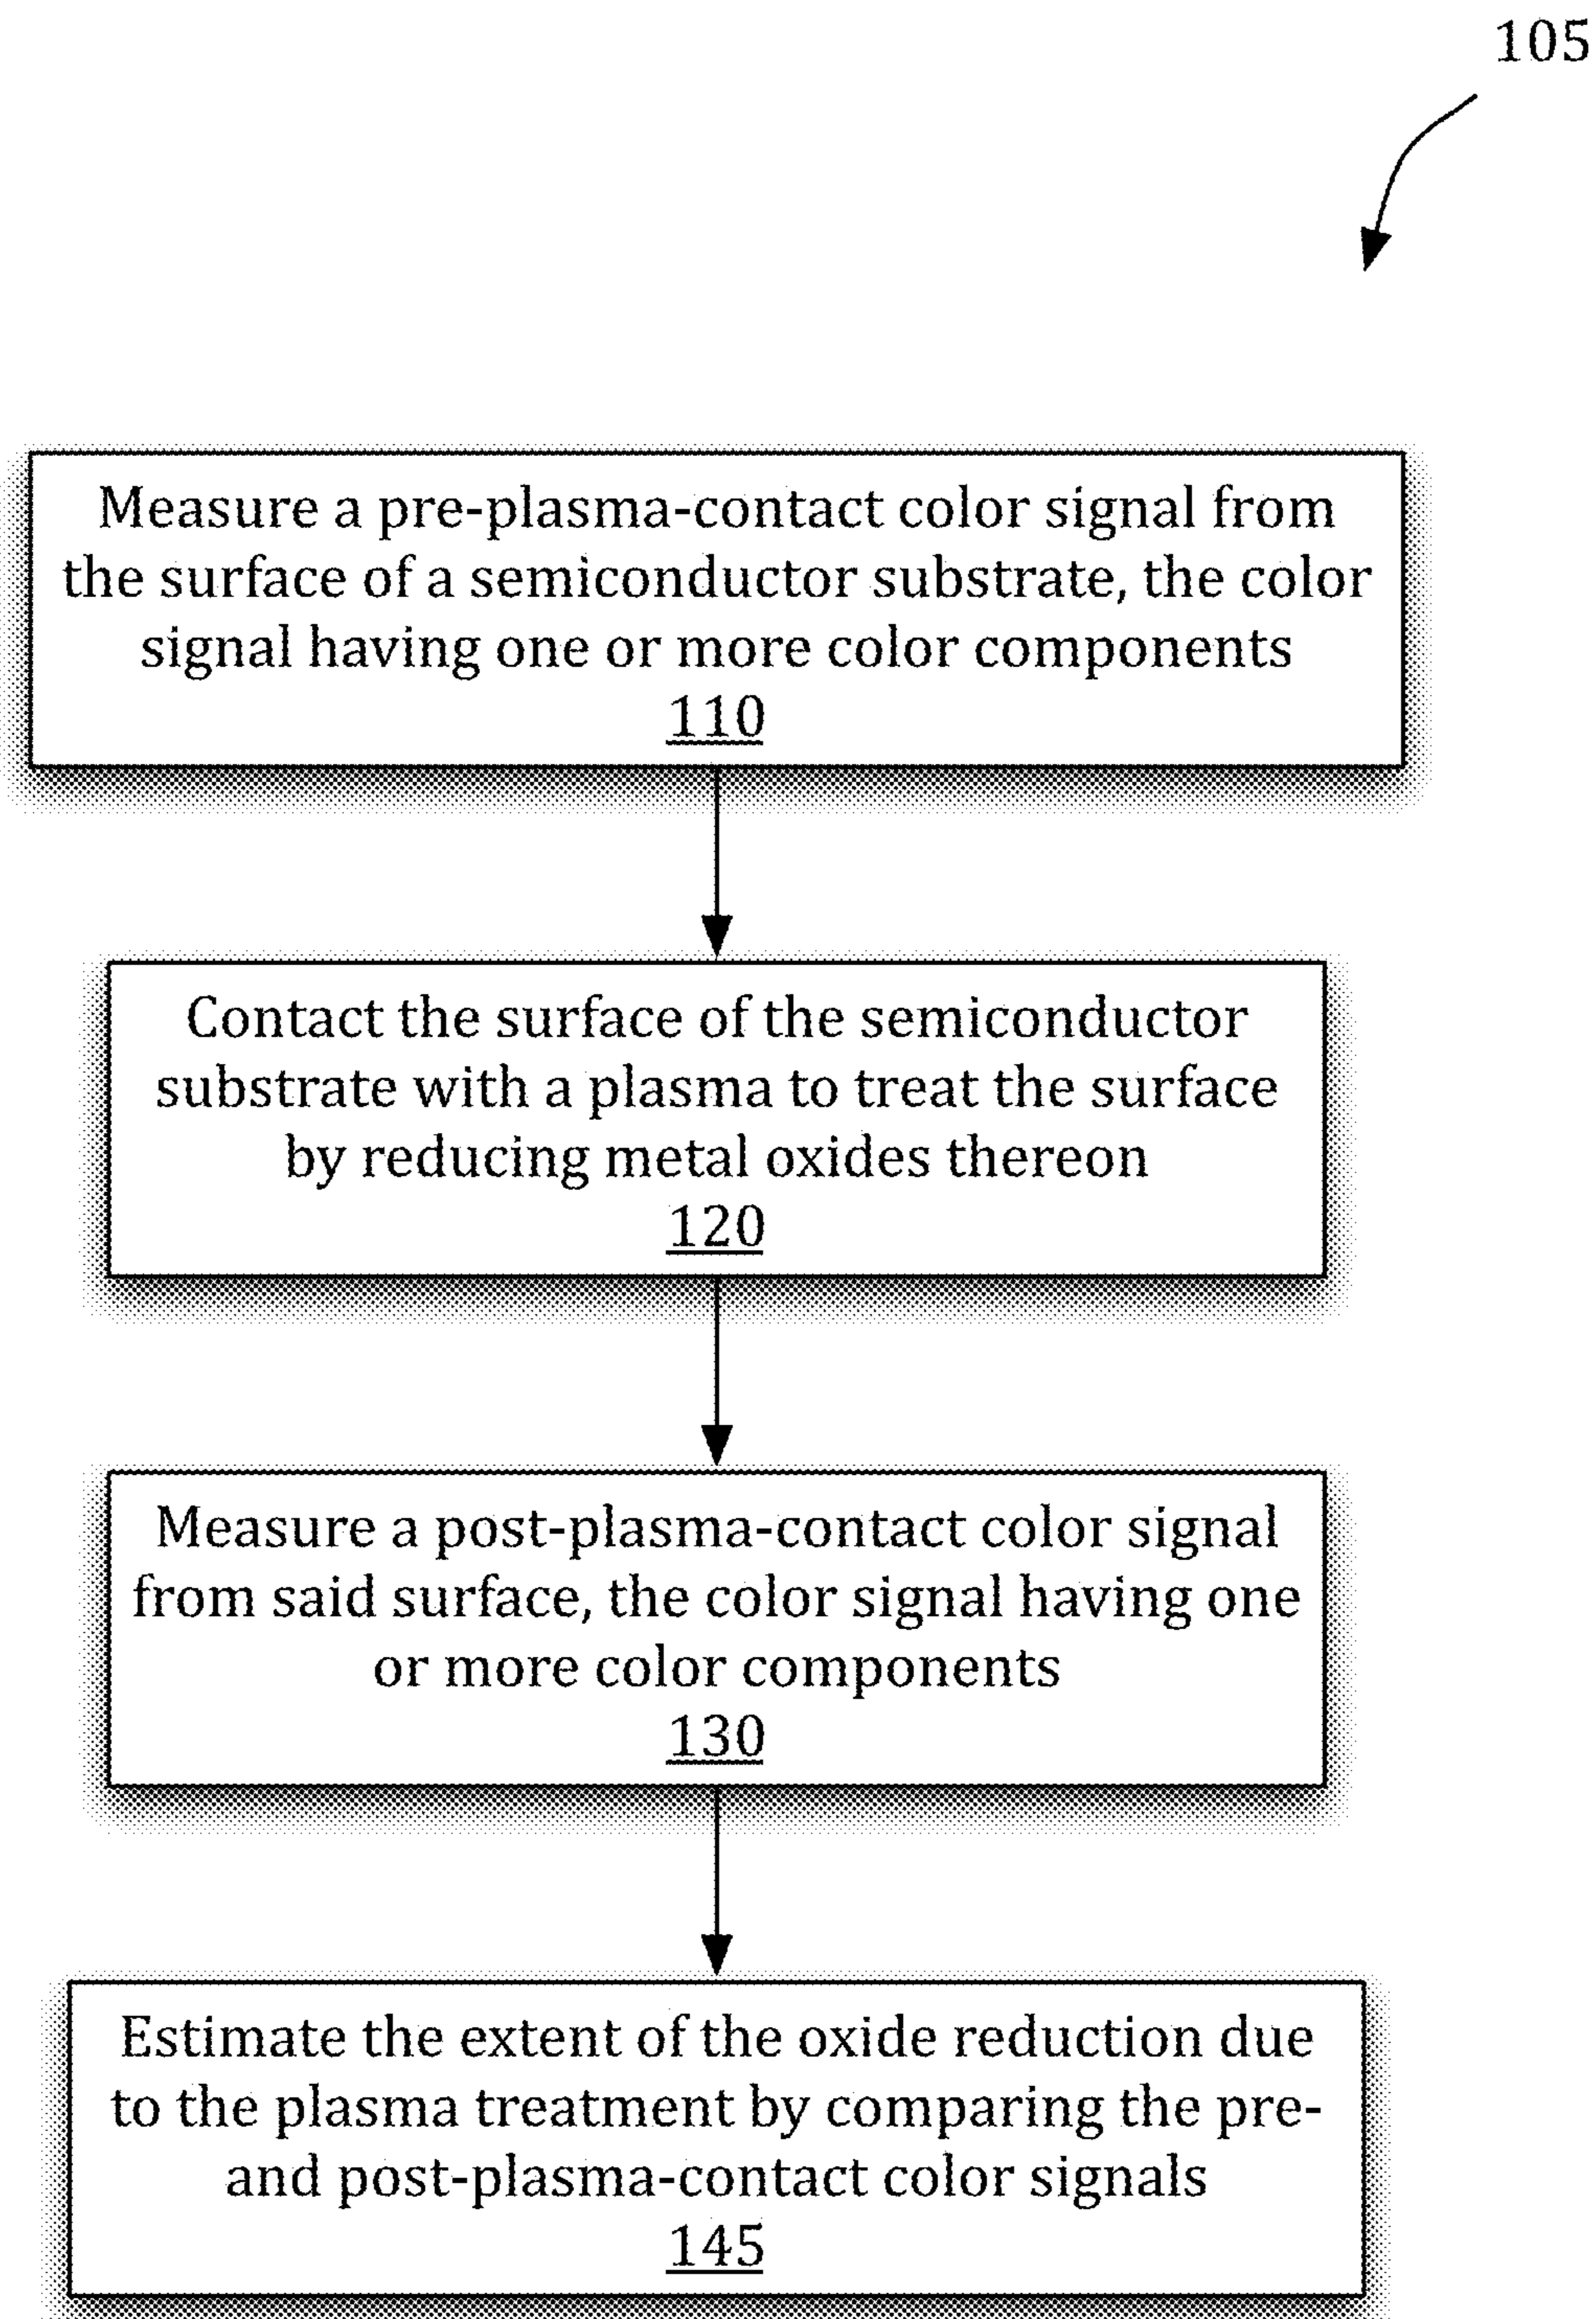 105
Measure a pre-plasma-contact color signal from
the surface of a semiconductor substrate, the color
signal having one or more color components
110
Contact the surface of the semiconductor
substrate with a plasma to treat the surface
by reducing metal oxides thereon
120
Measure a post-plasma-contact color signal
from said surface, the color signal having one
or more color components
130
Estimate the extent of the oxide reduction due
to the plasma treatment by comparing the pre-
and post-plasma-contact color signals
145